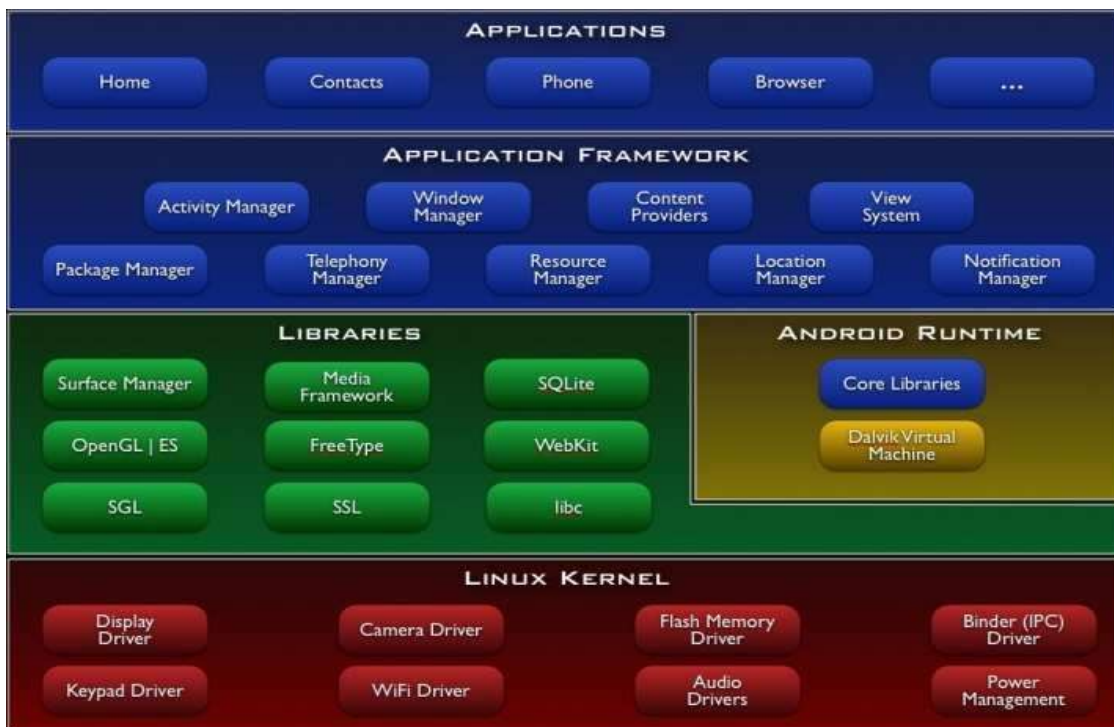 APPLICATIONS
Home
Contacts
Phone
Browser
...
APPLICATION FRAMEWORK
Activity Manager
Window
Manager
Content
Providers
View
System
Package Manager
Telephony
Manager
Resource
Manager
Location
Manager
Notification
Manager
LIBRARIES
Surface Manager
Media
Framework
SQLite
OpenGL | ES
FreeType
WebKit
SGL
SSL
libc
ANDROID RUNTIME
Core Libraries
Dalvik Virtual
Machine
LINUX KERNEL
Display
Driver
Camera Driver
Flash Memory
Driver
Binder (IPC)
Driver
Keypad Driver
WiFi Driver
Audio
Drivers
Power
Management